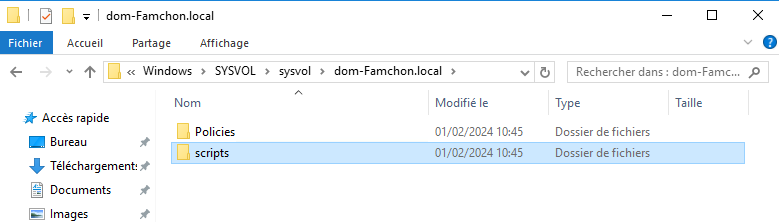 dom-Famchon.local
Fichier Accueil Partage Affichage
« Windows > SYSVOL > sysvol > dom-Famchon.local > Rechercher dans : dom-Famc...
Nom Modifié le Type Taille
Accès rapide
Policies 01/02/2024 10:45 Dossier de fichiers
Bureau
scripts 01/02/2024 10:45 Dossier de fichiers
Téléchargements
Documents
Images